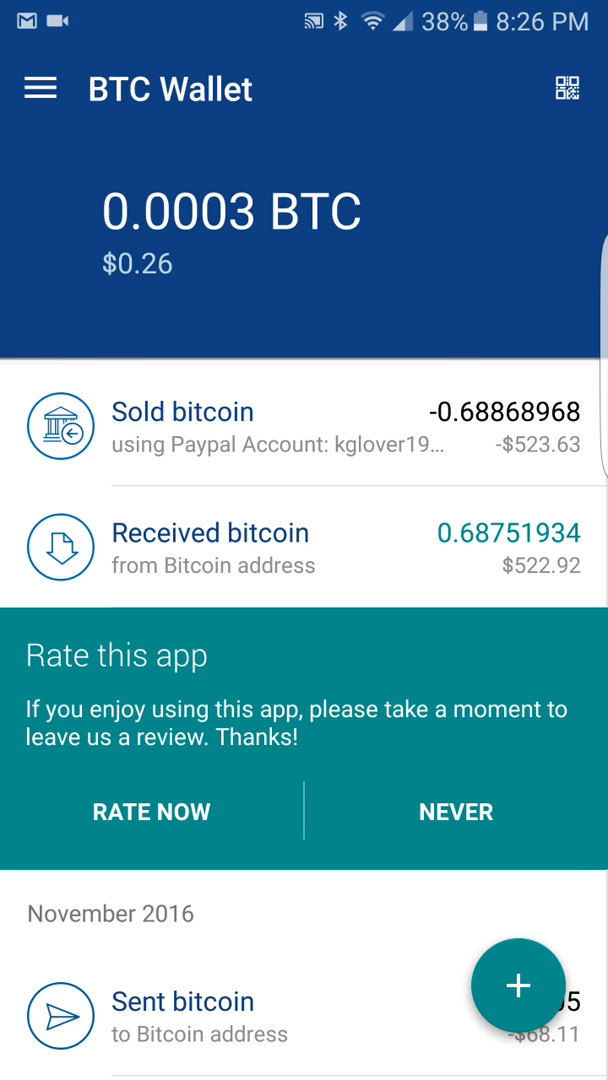 38% 8:26 PM
BTC Wallet
0.0003 BTC
$0.26
Sold bitcoin -0.68868968
using Paypal Account: kglover19... -$523.63
Received bitcoin 0.68751934
from Bitcoin address $522.92
Rate this app
If you enjoy using this app, please take a moment to
leave us a review. Thanks!
RATE NOW NEVER
November 2016
+
Sent bitcoin
to Bitcoin address -$68.11